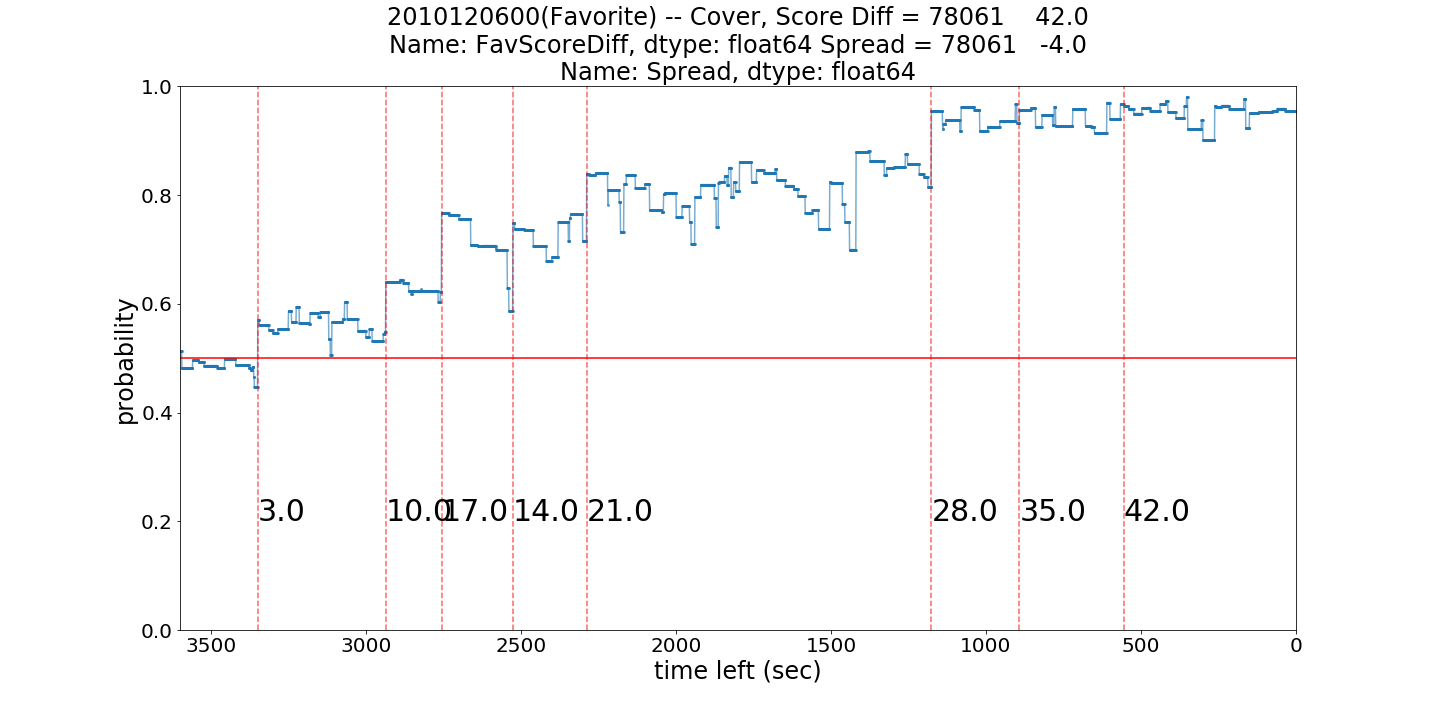 2010120600(Favorite) -- Cover, Score Diff = 78061    42.0
Name: FavScoreDiff, dtype: float64 Spread = 78061   -4.0
Name: Spread, dtype: float64
1.0
0.8
0.6
probability
0.4
3.0 10.0 17.0 14.0 21.0 28.0 35.0 42.0
0.2
0.0
3500 3000 2500 2000 1500 1000 500 0
time left (sec)